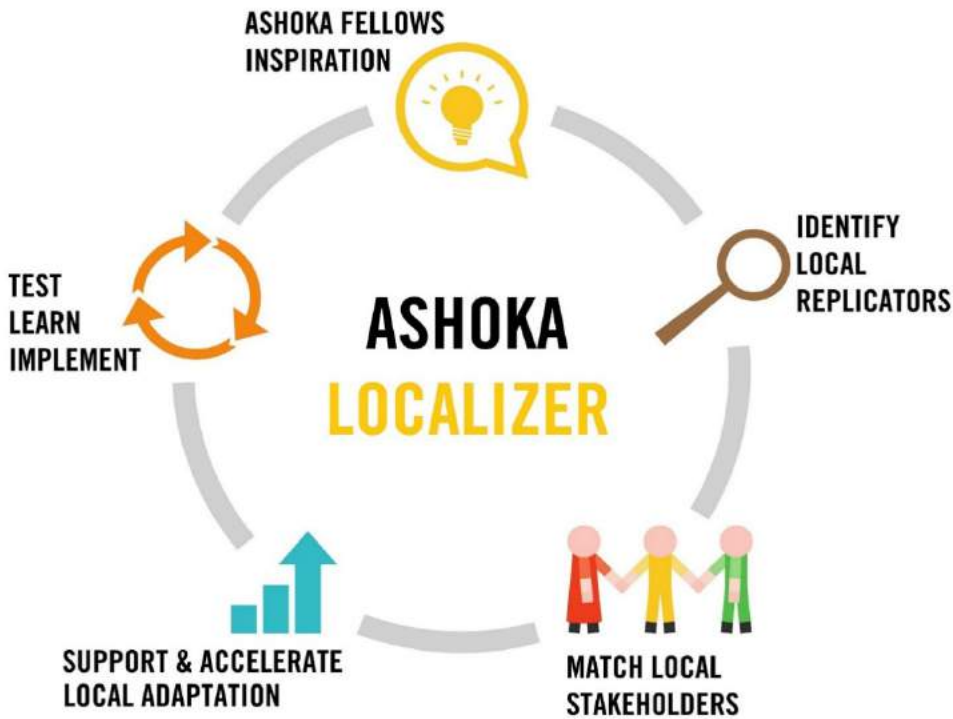 ASHOKA FELLOWS
INSPIRATION
IDENTIFY
LOCAL
REPLICATORS
TEST
LEARN
IMPLEMENT
ASHOKA
LOCALIZER
SUPPORT & ACCELERATE
LOCAL ADAPTATION
MATCH LOCAL
STAKEHOLDERS